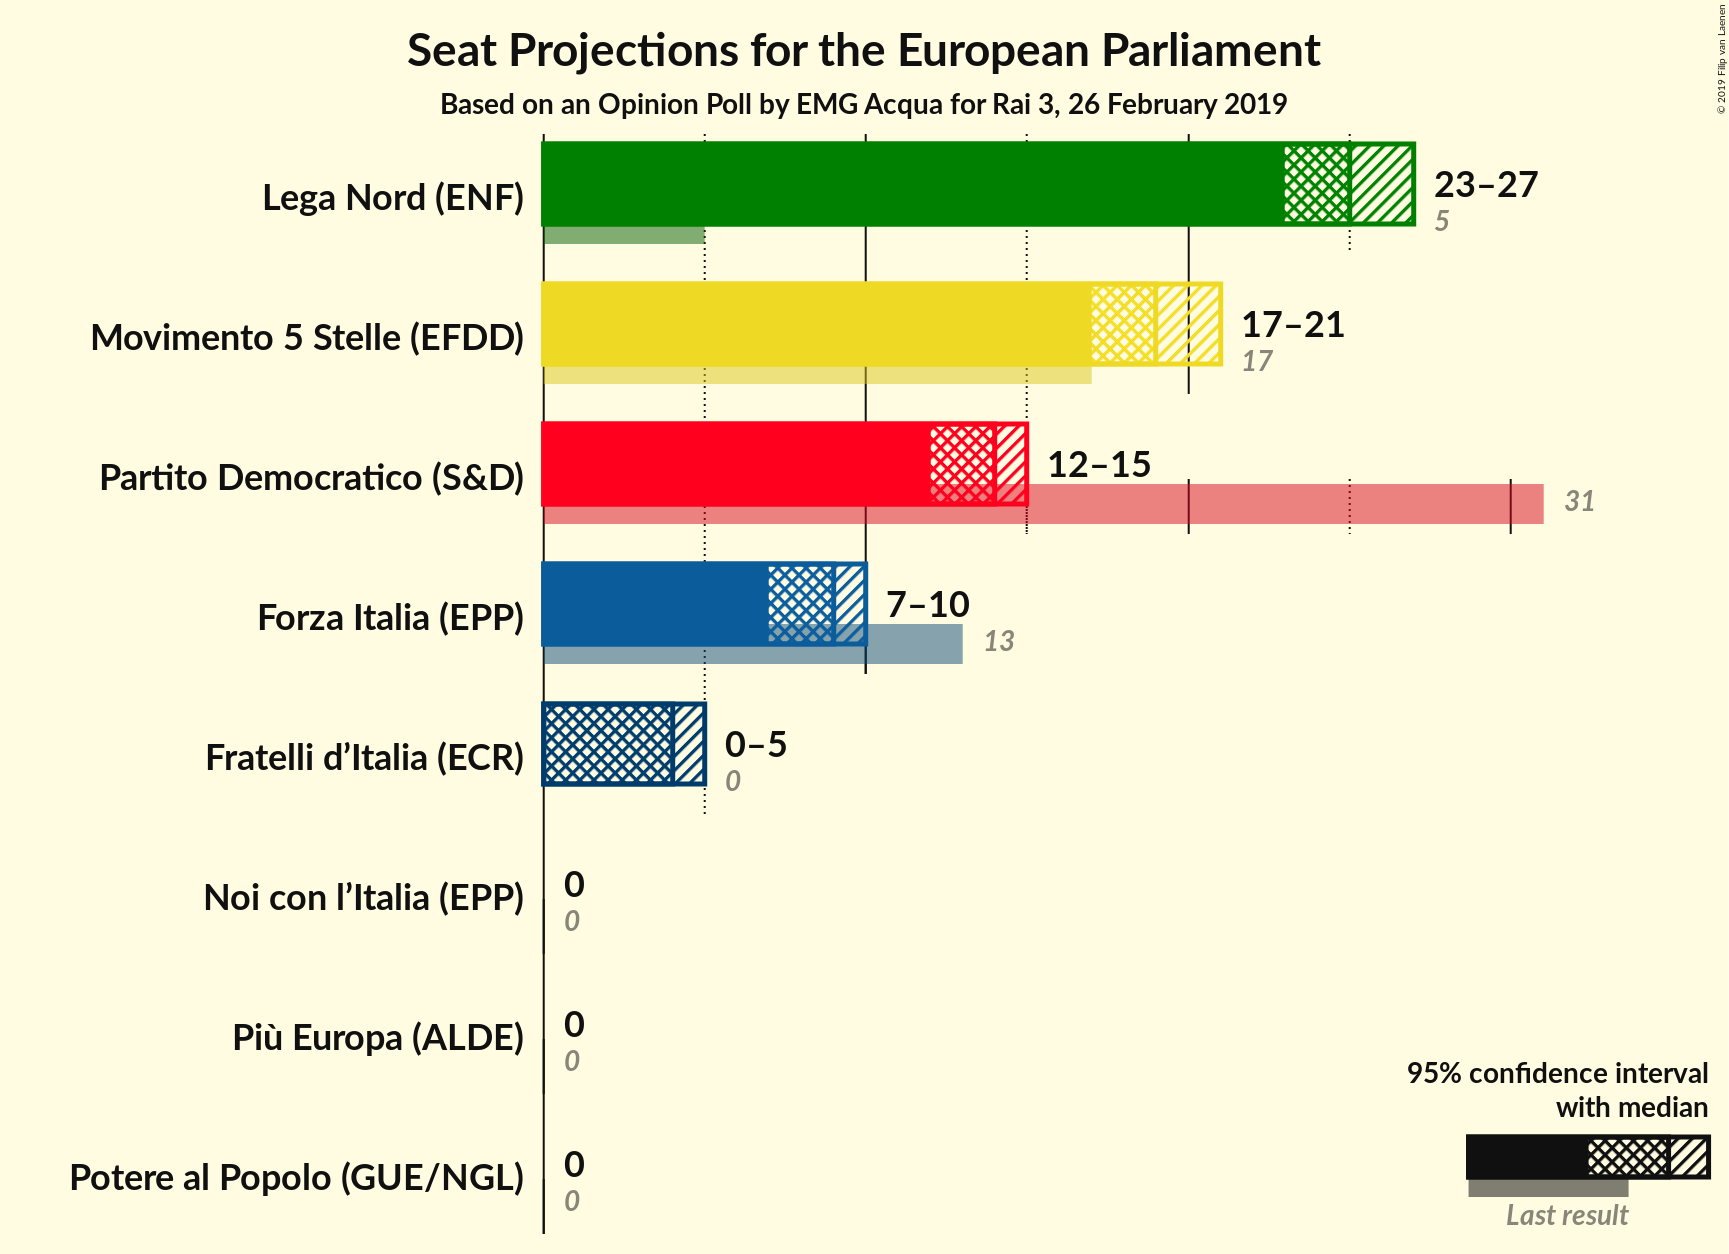 Seat Projections for the European Parliament
Based on an Opinion Poll by EMG Acqua for Rai 3, 26 February 2019
© 2019 Filip van Laenen
Lega Nord (ENF)
23–27
5
Movimento 5 Stelle (EFDD)
17–21
17
Partito Democratico (S&D)
12–15
31
Forza Italia (EPP)
7–10
13
Fratelli d’Italia (ECR)
0–5
0
Noi con l’Italia (EPP)
0
0
Più Europa (ALDE)
0
0
Potere al Popolo (GUE/NGL)
0
0
95% confidence interval
with median
Last result